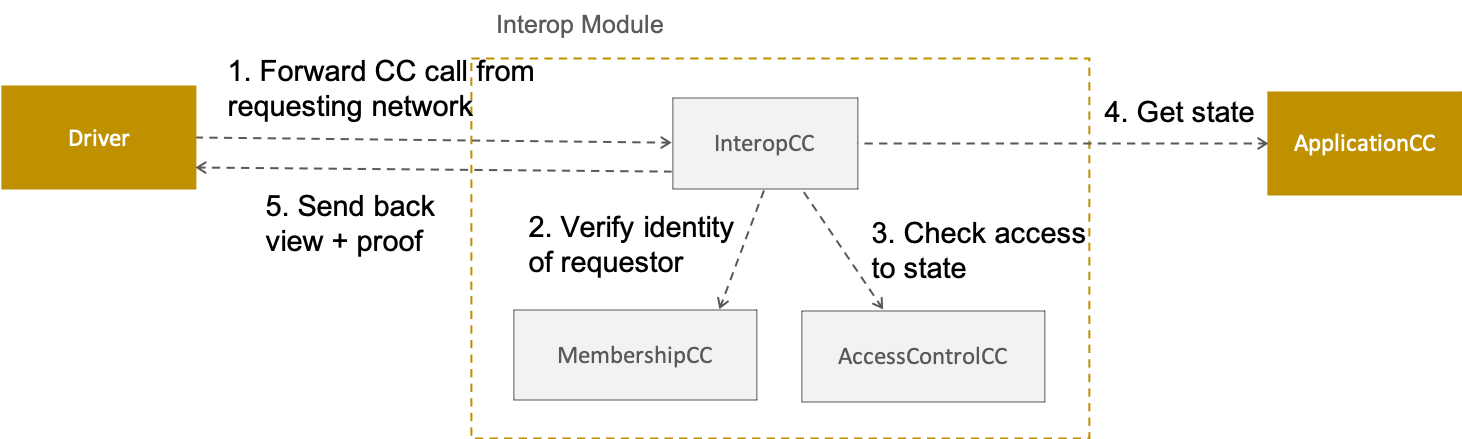 Interop Module
1. Forward CC call from
requesting network
Driver
InteropCC
4. Get state
ApplicationCC
5. Send back
view + proof
2. Verify identity
of requestor
3. Check access
to state
MembershipCC
AccessControlCC